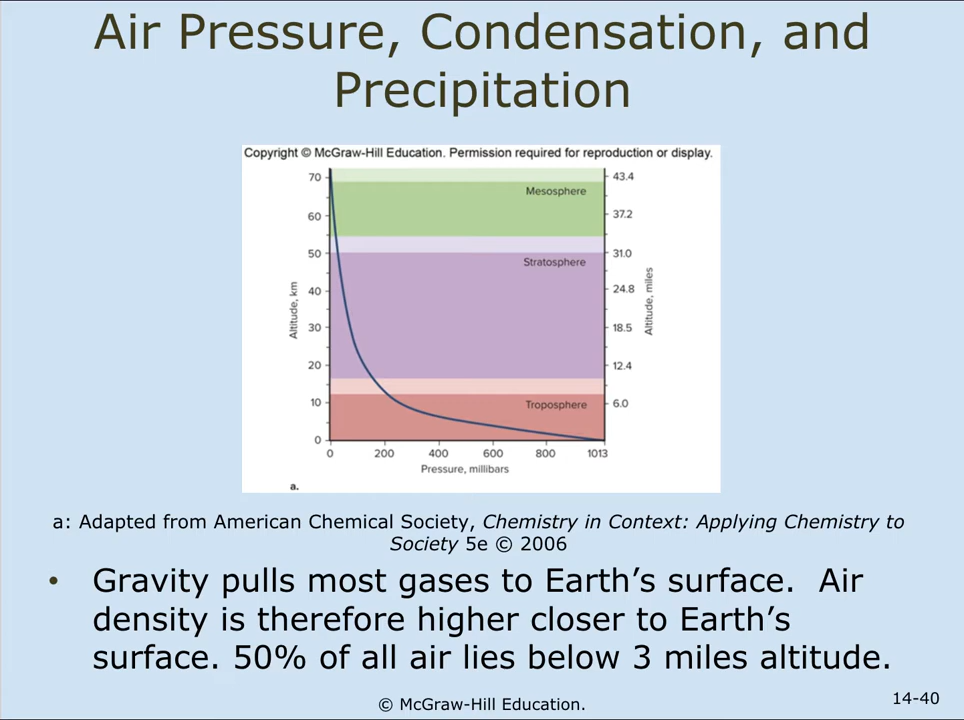 Air Pressure, Condensation, and
Precipitation
Copyright © McGraw-Hill Education. Permission required for reproduction or display.
70
60
50
40
30
20
10
0
Altitude, km
Mesosphere
Stratosphere
Troposphere
43.4
37.2
31.0
24.8
18.5
12.4
6.0
Altitude, miles
0 200 400 600 800 1013
Pressure, millibars
a.
a: Adapted from American Chemical Society, Chemistry in Context: Applying Chemistry to
Society 5e © 2006
• Gravity pulls most gases to Earth’s surface. Air
density is therefore higher closer to Earth’s
surface. 50% of all air lies below 3 miles altitude.
© McGraw-Hill Education.
14-40